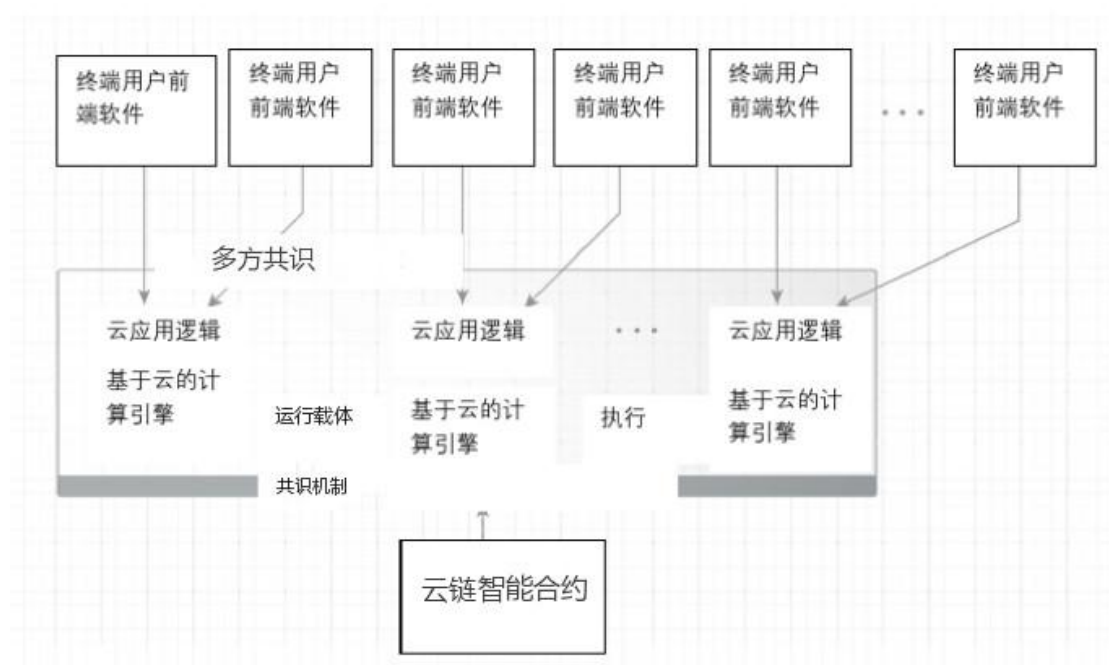 终端用户前
端软件
终端用户
前端软件
终端用户
前端软件
终端用户
前端软件
终端用户
前端软件
...
终端用户
前端软件
多方共识
云应用逻辑
基于云的计
算引擎
运行载体
共识机制
云应用逻辑
基于云的计
算引擎
...
执行
云应用逻辑
基于云的计
算引擎
云链智能合约